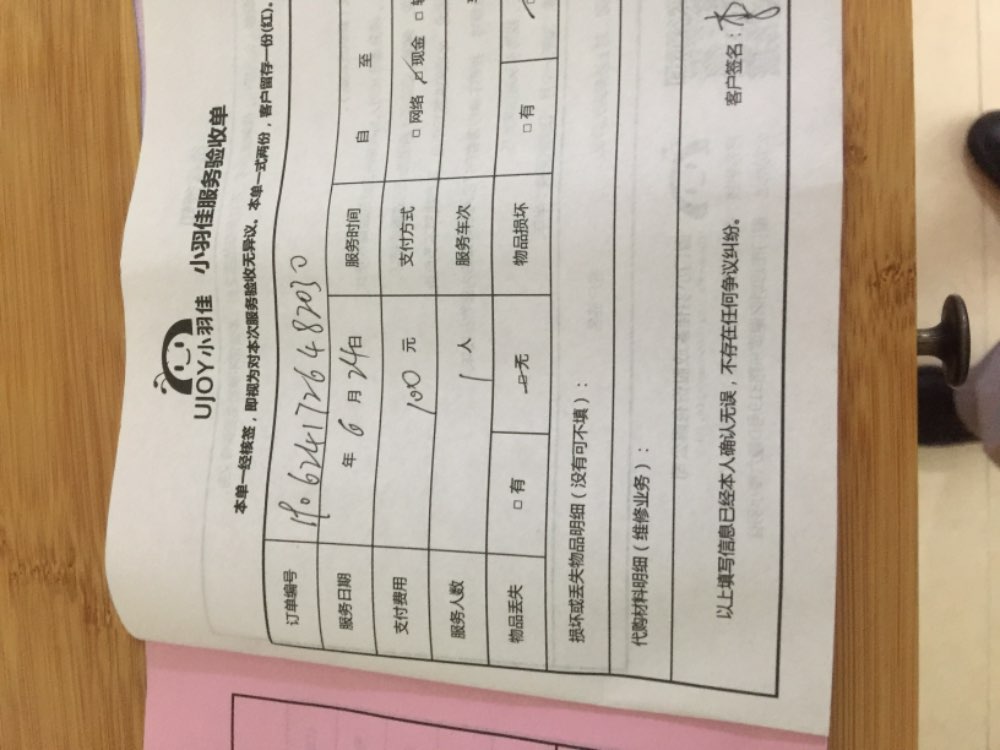 UJOY小羽佳 小羽佳服务验收单
本单一经核签，即视为对本次服务验收无异议。本单一式两份，客户留存一份(红)。
订单编号
服务日期 年 6 月 24 日 服务时间 自 至
支付费用 100 元 支付方式 □ 网络 □ 现金 □
服务人数 1 人 服务车次
物品丢失 □ 有 □ 无 物品损坏 □ 有
损坏或丢失物品明细（没有可不填）：
代购材料明细（维修业务）：
以上填写信息已经本人确认无误，不存在任何争议纠纷。 客户签名：